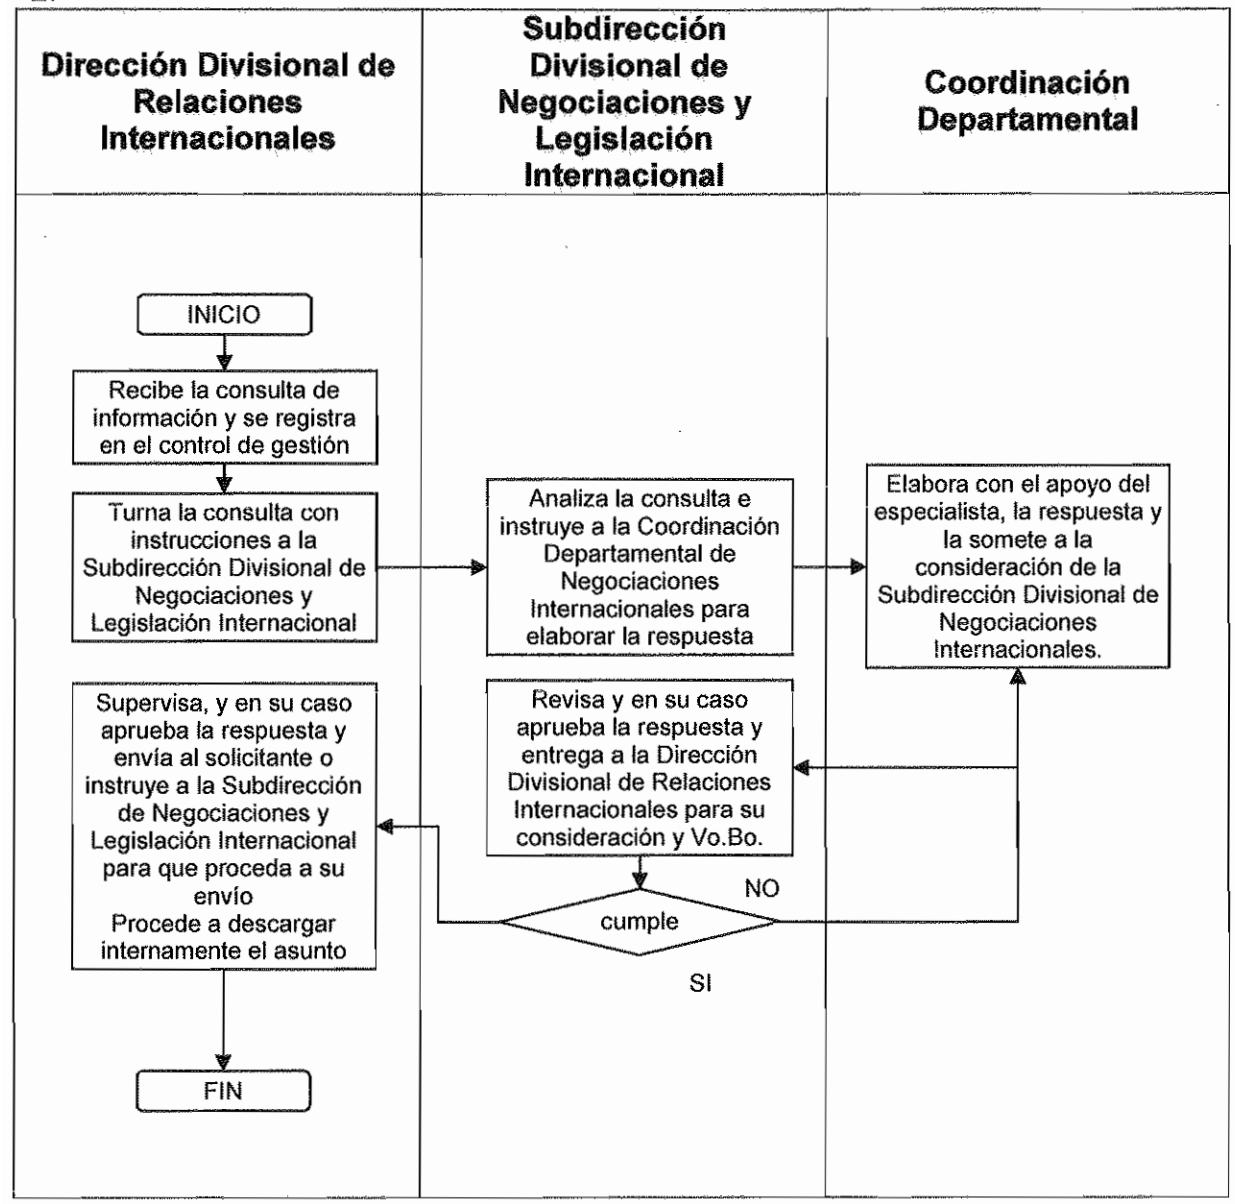 Dirección Divisional de
Relaciones
Internacionales
Subdirección
Divisional de
Negociaciones y
Legislación
Internacional
Coordinación
Departamental
INICIO
Recibe la consulta de
información y se registra
en el control de gestión
Turna la consulta con
instrucciones a la
Subdirección Divisional de
Negociaciones y
Legislación Internacional
Analiza la consulta e
instruye a la Coordinación
Departamental de
Negociaciones
Internacionales para
elaborar la respuesta
Elabora con el apoyo del
especialista, la respuesta y
la somete a la
consideración de la
Subdirección Divisional de
Negociaciones
Internacionales.
Revisa y en su caso
aprueba la respuesta y
entrega a la Dirección
Divisional de Relaciones
Internacionales para su
consideración y Vo.Bo.
cumple
NO
SI
Supervisa, y en su caso
aprueba la respuesta y
envía al solicitante o
instruye a la Subdirección
de Negociaciones y
Legislación Internacional
para que proceda a su
envío
Procede a descargar
internamente el asunto
FIN